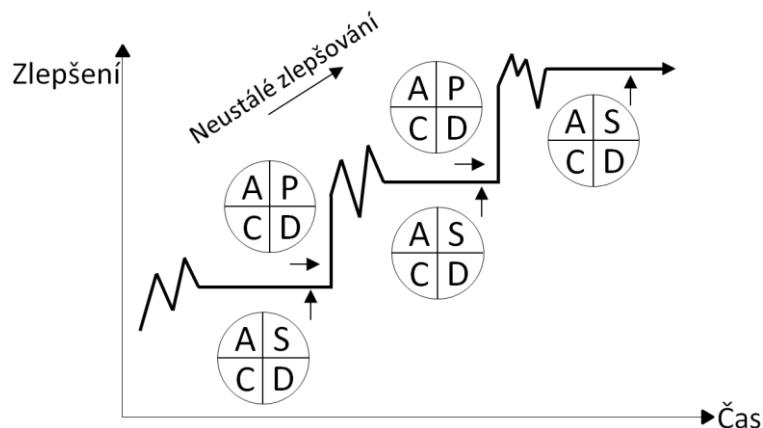 Zlepšení
Neustálé zlepšování
A P
C D
A S
C D
A P
C D
A S
C D
A P
C D
A S
C D
Čas